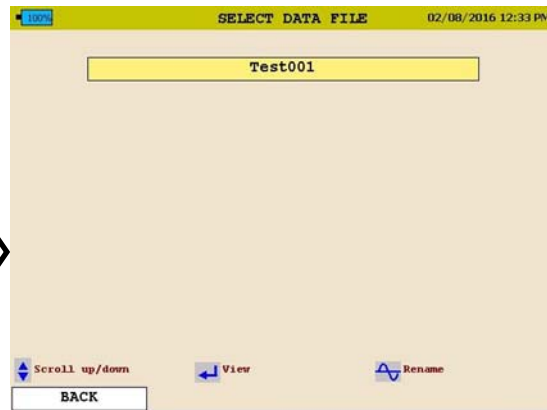 100% SELECT DATA FILE 02/08/2016 12:33 PM
Test001
Scroll up/down View Rename
BACK